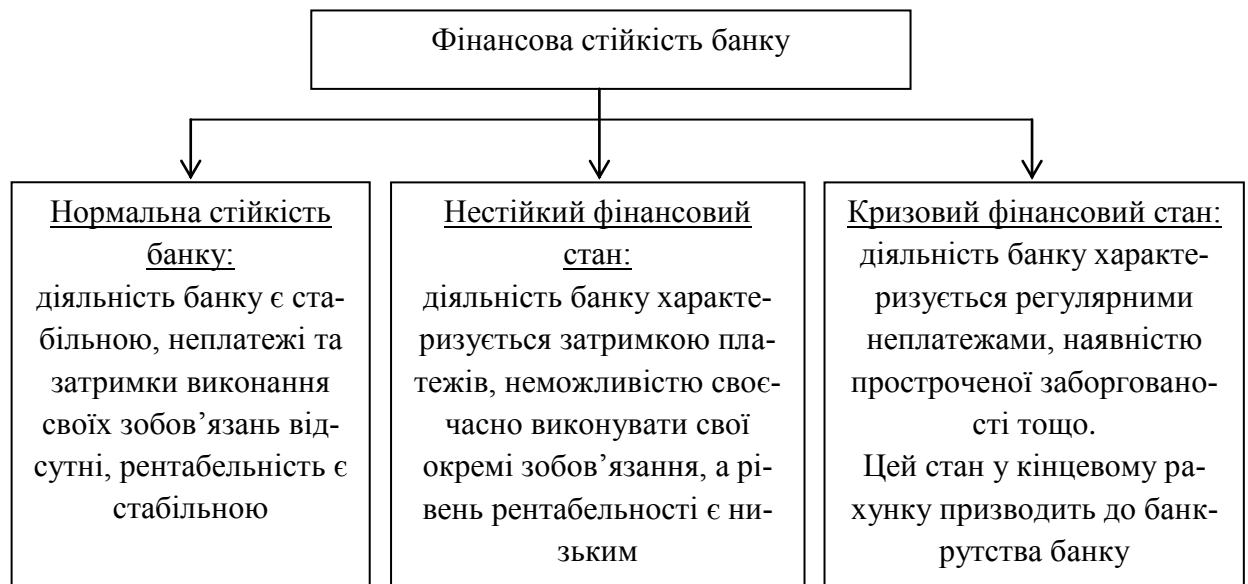 Фінансова стійкість банку
Нормальна стійкість
банку:
діяльність банку є ста-
більною, неплатежі та
затримки виконання
своїх зобов’язань від-
сутні, рентабельність є
стабільною
Нестійкий фінансовий
стан:
діяльність банку характе-
ризується затримкою пла-
тежів, неможливістю своє-
часно виконувати свої
окремі зобов’язання, а рі-
вень рентабельності є ни-
зьким
Кризовий фінансовий стан:
діяльність банку характе-
ризується регулярними
неплатежами, наявністю
простроченої заборговано-
сті тощо.
Цей стан у кінцевому ра-
хунку призводить до банк-
рутства банку